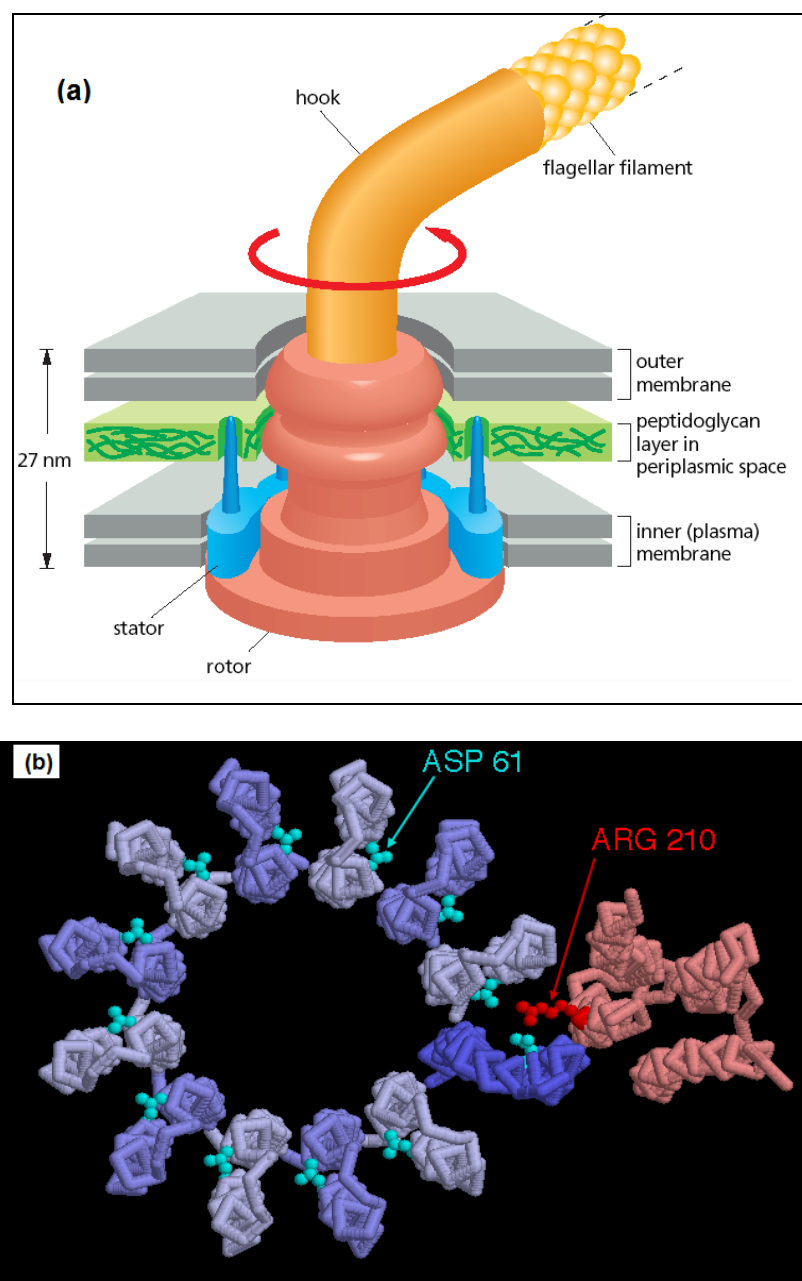 (a)
hook
flagellar filament
outer
membrane
peptidoglycan
layer in
periplasmic space
27 nm
inner (plasma)
membrane
stator
rotor
(b)
ASP 61
ARG 210